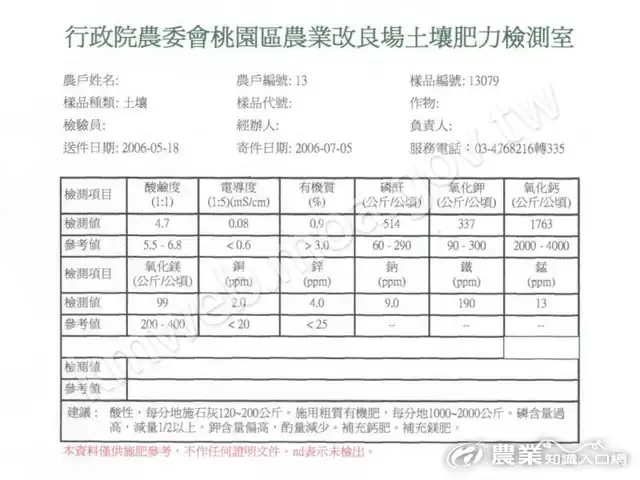 行政院農委會桃園區農業改良場土壤肥力檢測室
農戶姓名: 農戶編號: 13 樣品編號: 13079
樣品種類: 土壤 樣品代號: 作物:
檢驗員: 經辦人: 負責人:
送件日期: 2006-05-18 寄件日期: 2006-07-05 服務電話: 03-4768216轉335
檢測項目 酸鹼度 (1:1) 電導度 (1:5)(mS/cm) 有機質 (%) 磷酐 (公斤/公頃) 氧化鉀 (公斤/公頃) 氧化鈣 (公斤/公頃)
檢測值 4.7 0.08 0.9 514 337 1763
參考值 5.5 - 6.8 < 0.6 > 3.0 60 - 290 90 - 300 2000 - 4000
檢測項目 氧化鎂 (公斤/公頃) 銅 (ppm) 鋅 (ppm) 鈉 (ppm) 鐵 (ppm) 錳 (ppm)
檢測值 99 2.0 4.0 9.0 190 13
參考值 200 - 400 < 20 < 25 -- -- --
檢測值
參考值
建議: 酸性,每分地施石灰120~200公斤。施用粗質有機肥,每分地1000~2000公斤。磷含量過
高,減量1/2以上。鉀含量偏高,酌量減少。補充鈣肥。補充鎂肥。
本資料僅供施肥參考,不作任何證明文件。nd表示未檢出。
kmweb.moa.gov.tw
農業知識入口網